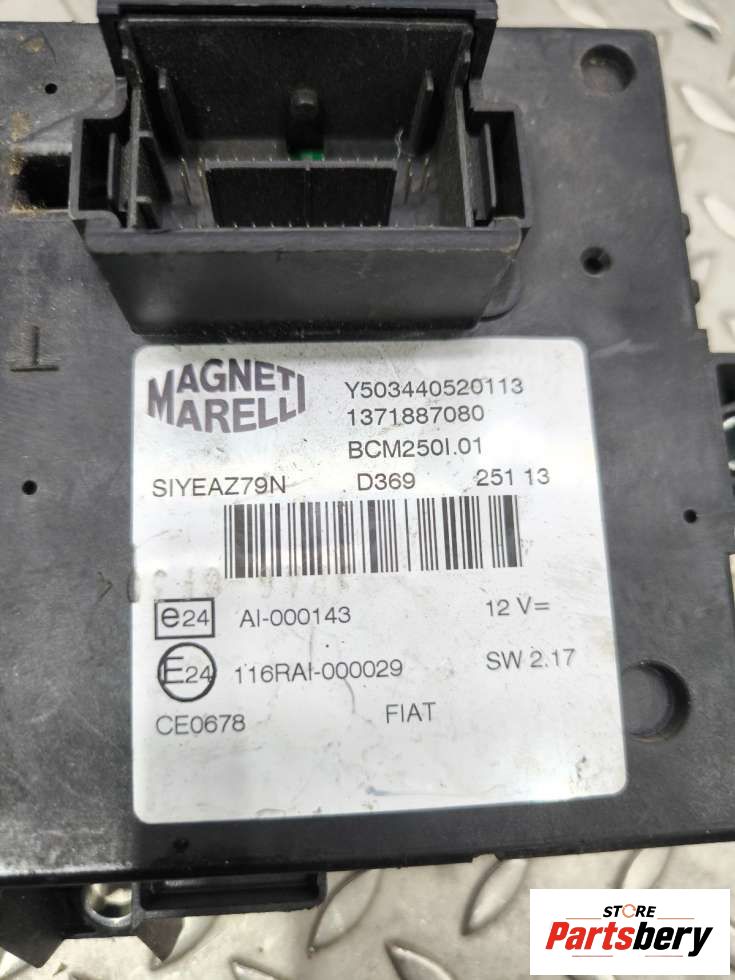 MAGNETI
MARELLI
Y503440520113
1371887080
BCM250I.01
SIYEAZ79N D369 251 13
e24 AI-000143 12 V=
E24 116RAI-000029 SW 2.17
CE0678 FIAT
STORE
Partsbery